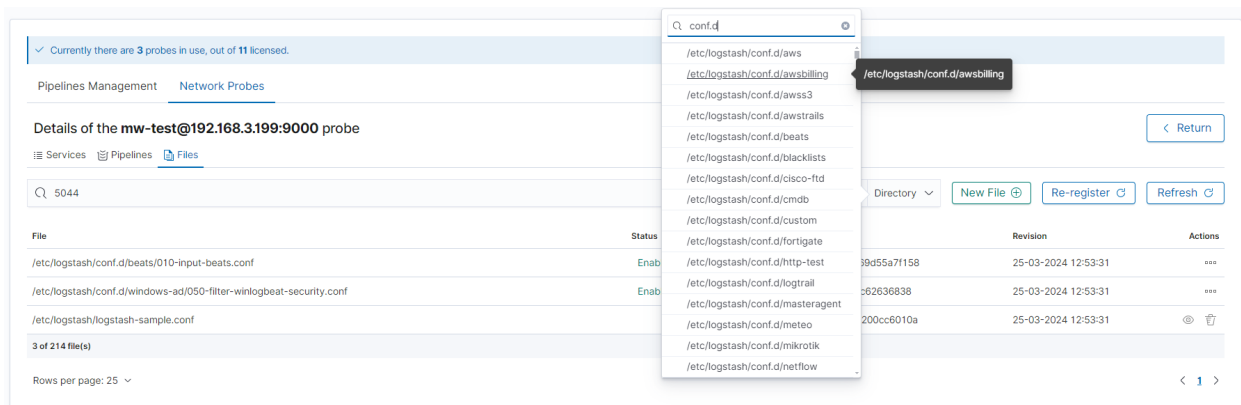 conf.d
Currently there are 3 probes in use, out of 11 licensed.
/etc/logstash/conf.d/aws
/etc/logstash/conf.d/awsbilling
/etc/logstash/conf.d/awsbilling
Pipelines Management Network Probes
/etc/logstash/conf.d/awss3
/etc/logstash/conf.d/awstrails
Details of the mw-test@192.168.3.199:9000 probe
Return
/etc/logstash/conf.d/beats
Services Pipelines Files
/etc/logstash/conf.d/blacklists
/etc/logstash/conf.d/cisco-ftd
5044
Directory New File Re-register Refresh
/etc/logstash/conf.d/cmdb
/etc/logstash/conf.d/custom
File Status Revision Actions
/etc/logstash/conf.d/fortigate
/etc/logstash/conf.d/beats/010-input-beats.conf Enab 69d55a7f158 25-03-2024 12:53:31
/etc/logstash/conf.d/http-test
/etc/logstash/conf.d/logtrail
/etc/logstash/conf.d/windows-ad/050-filter-winlogbeat-security.conf Enab c62636838 25-03-2024 12:53:31
/etc/logstash/conf.d/masteragent
/etc/logstash/logstash-sample.conf 200cc6010a 25-03-2024 12:53:31
/etc/logstash/conf.d/meteo
3 of 214 file(s)
/etc/logstash/conf.d/mikrotik
/etc/logstash/conf.d/netflow
Rows per page: 25
1